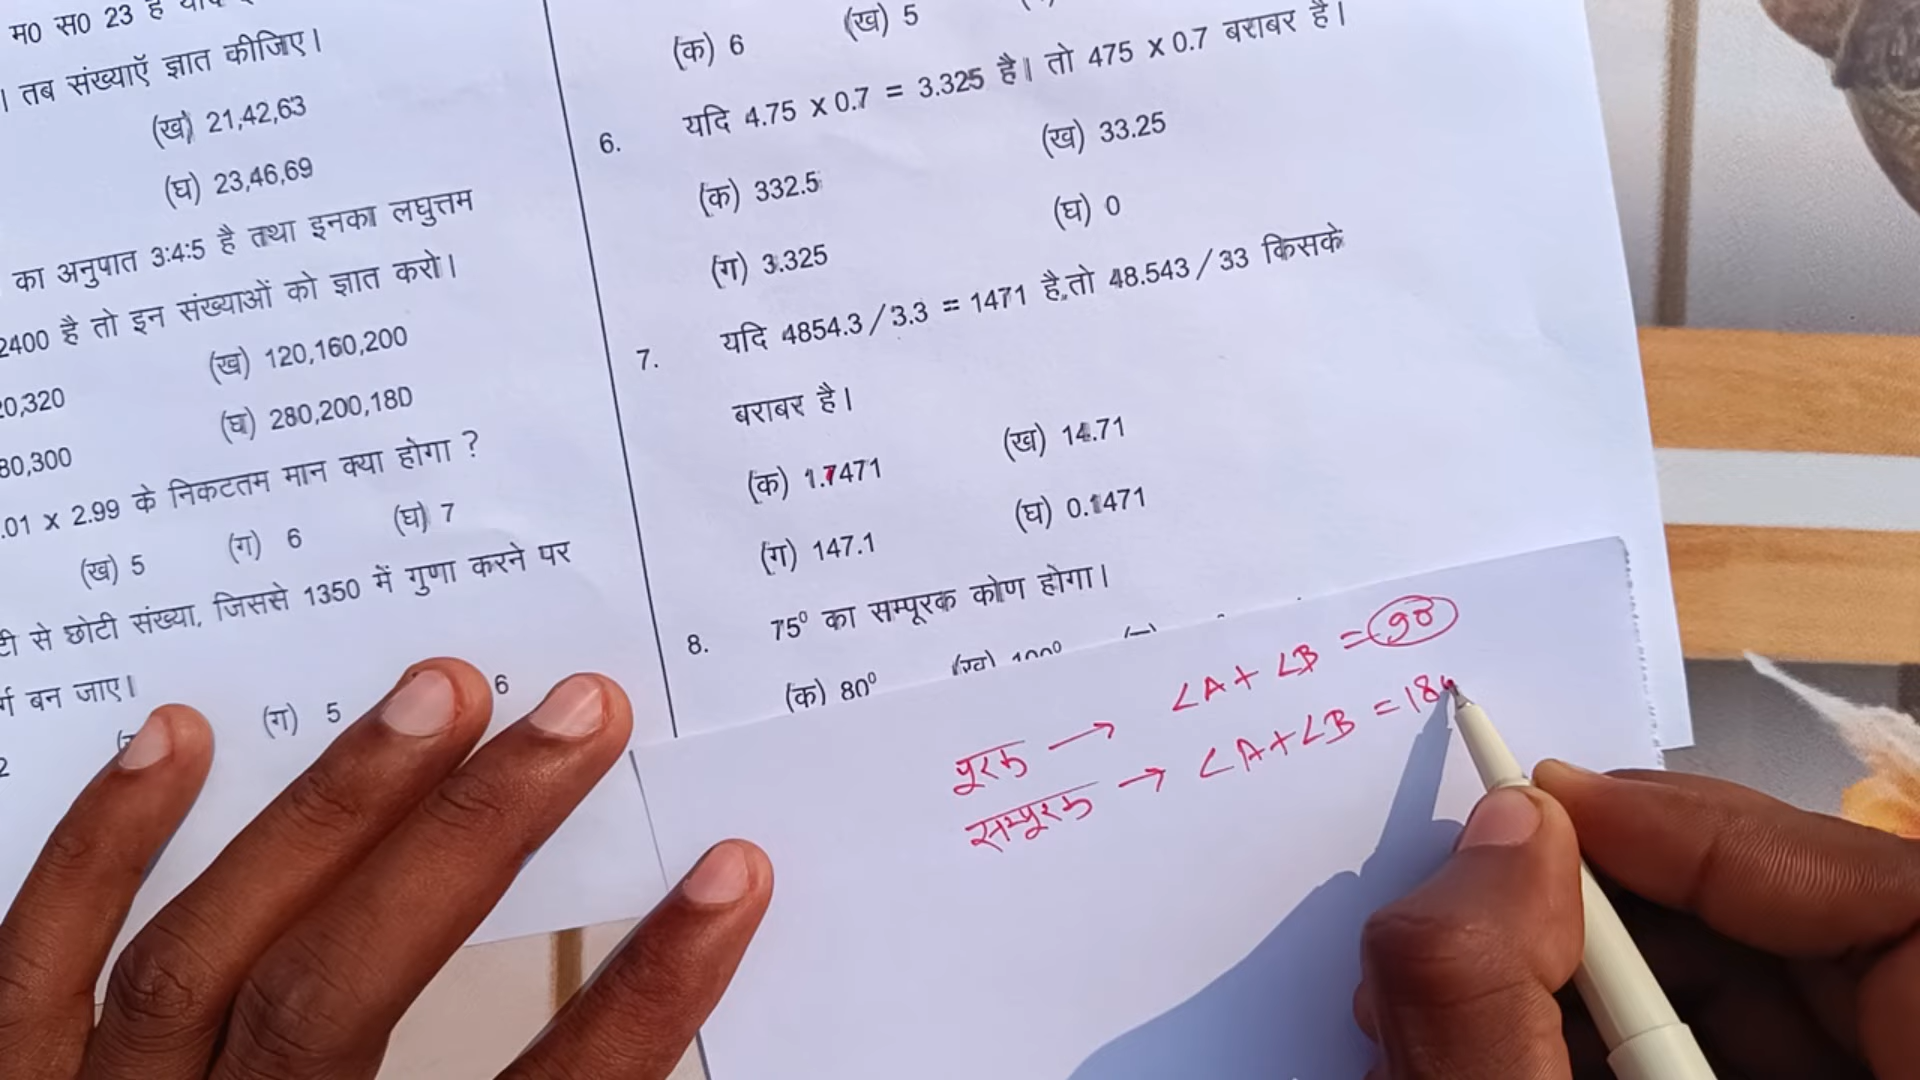 म0 स0 23 है
। तब संख्याएँ ज्ञात कीजिए।
(ख) 21,42,63
(घ) 23,46,69
का अनुपात 3:4:5 है तथा इनका लघुत्तम
2400 है तो इन संख्याओं को ज्ञात करो।
20,320
(ख) 120,160,200
80,300
(घ) 280,200,180
.01 x 2.99 के निकटतम मान क्या होगा ?
(ख) 5 (ग) 6 (घ) 7
टी से छोटी संख्या, जिससे 1350 में गुणा करने पर
र्ग बन जाए।
2
(ग) 5
6
(क) 6 (ख) 5
6. यदि 4.75 x 0.7 = 3.325 है। तो 475 x 0.7 बराबर है।
(क) 332.5 (ख) 33.25
(ग) 3.325 (घ) 0
7. यदि 4854.3/3.3 = 1471 है,तो 48.543/33 किसके
बराबर है।
(क) 1.7471 (ख) 14.71
(ग) 147.1 (घ) 0.1471
8. 75⁰ का सम्पूरक कोण होगा।
(क) 80⁰ (ख) 100⁰
पूरक → ∠A + ∠B = 90
सम्पूरक → ∠A + ∠B = 18